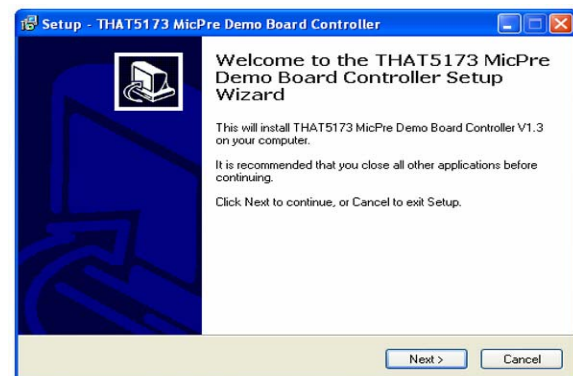 Setup - THAT5173 MicPre Demo Board Controller
Welcome to the THAT5173 MicPre
Demo Board Controller Setup
Wizard
This will install THAT5173 MicPre Demo Board Controller V1.3
on your computer.
It is recommended that you close all other applications before
continuing.
Click Next to continue, or Cancel to exit Setup.
Next > Cancel